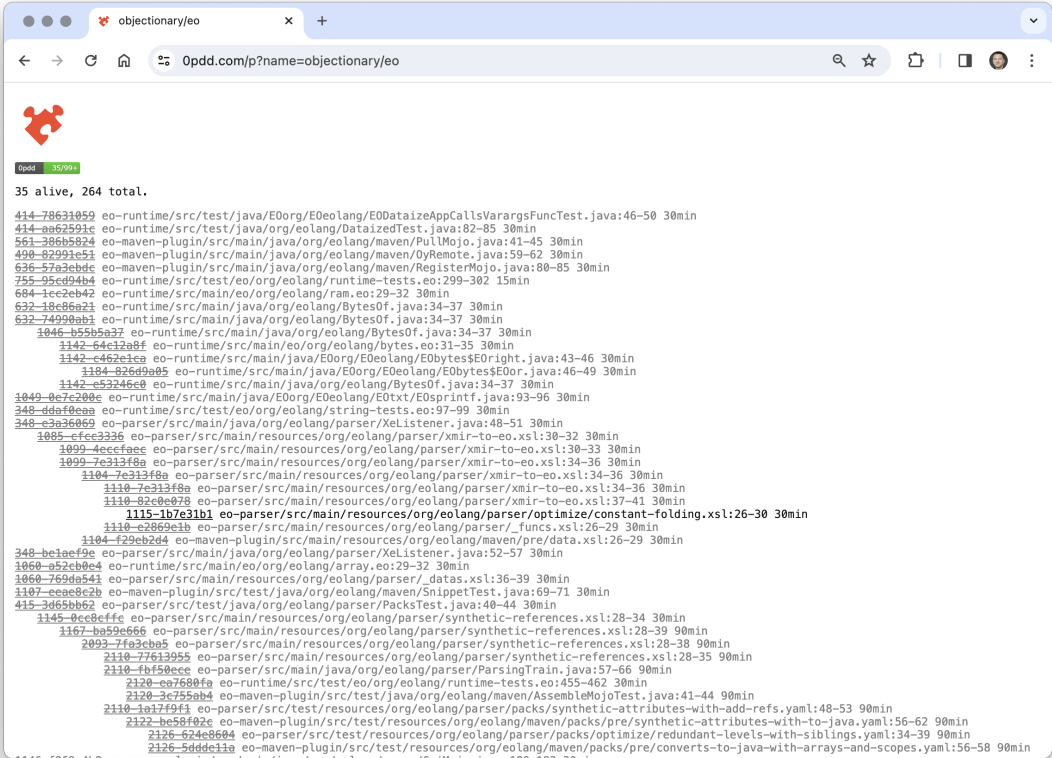 objectionary/eo
0pdd.com/p?name=objectionary/eo
0pdd 35/99+
35 alive, 264 total.
414-78631059 eo-runtime/src/test/java/EOorg/EOeolang/EODataizeAppCallsVarargsFuncTest.java:46-50 30min
414-aa62591c eo-runtime/src/test/java/org/eolang/DataizedTest.java:82-85 30min
561-386b5824 eo-maven-plugin/src/main/java/org/eolang/maven/PullMojo.java:41-45 30min
490-82991e51 eo-maven-plugin/src/main/java/org/eolang/maven/OyRemote.java:59-62 30min
636-57a3ebdc eo-maven-plugin/src/main/java/org/eolang/maven/RegisterMojo.java:80-85 30min
755-95cd94b4 eo-runtime/src/test/eo/org/eolang/runtime-tests.eo:299-302 15min
684-1cc2eb42 eo-runtime/src/main/eo/org/eolang/ram.eo:29-32 30min
632-18c86a21 eo-runtime/src/main/java/org/eolang/BytesOf.java:34-37 30min
632-74990ab1 eo-runtime/src/main/java/org/eolang/BytesOf.java:34-37 30min
1046-b55b5a37 eo-runtime/src/main/java/org/eolang/BytesOf.java:34-37 30min
1142-64c12a8f eo-runtime/src/main/eo/org/eolang/bytes.eo:31-35 30min
1142-c462e1ca eo-runtime/src/main/java/EOorg/EOeolang/EObytes$EOright.java:43-46 30min
1184-826d9a05 eo-runtime/src/main/java/EOorg/EOeolang/EObytes$EOor.java:46-49 30min
1142-e53246c0 eo-runtime/src/main/java/org/eolang/BytesOf.java:34-37 30min
1049-0e7c200c eo-runtime/src/main/java/EOorg/EOeolang/EOtxt/EOsprintf.java:93-96 30min
348-ddaf0eaa eo-runtime/src/test/eo/org/eolang/string-tests.eo:97-99 30min
348-e3a36069 eo-parser/src/main/java/org/eolang/parser/XeListener.java:48-51 30min
1085-cfcc3336 eo-parser/src/main/resources/org/eolang/parser/xmir-to-eo.xsl:30-32 30min
1099-4eccfaec eo-parser/src/main/resources/org/eolang/parser/xmir-to-eo.xsl:30-33 30min
1099-7e313f8a eo-parser/src/main/resources/org/eolang/parser/xmir-to-eo.xsl:34-36 30min
1104-7e313f8a eo-parser/src/main/resources/org/eolang/parser/xmir-to-eo.xsl:34-36 30min
1110-7e313f8a eo-parser/src/main/resources/org/eolang/parser/xmir-to-eo.xsl:34-36 30min
1110-82c0e078 eo-parser/src/main/resources/org/eolang/parser/xmir-to-eo.xsl:37-41 30min
1115-1b7e31b1 eo-parser/src/main/resources/org/eolang/parser/optimize/constant-folding.xsl:26-30 30min
1110-e2869e1b eo-parser/src/main/resources/org/eolang/parser/_funcs.xsl:26-29 30min
1104-f29eb2d4 eo-maven-plugin/src/main/resources/org/eolang/maven/pre/data.xsl:26-29 30min
348-be1aef9e eo-parser/src/main/java/org/eolang/parser/XeListener.java:52-57 30min
1060-a52cb0e4 eo-runtime/src/main/eo/org/eolang/array.eo:29-32 30min
1060-769da541 eo-parser/src/main/resources/org/eolang/parser/_datas.xsl:36-39 30min
1107-eeae8c2b eo-maven-plugin/src/test/java/org/eolang/maven/SnippetTest.java:69-71 30min
415-3d65bb62 eo-parser/src/test/java/org/eolang/parser/PacksTest.java:40-44 30min
1145-0cc8cffc eo-parser/src/main/resources/org/eolang/parser/synthetic-references.xsl:28-34 30min
1167-ba59e666 eo-parser/src/main/resources/org/eolang/parser/synthetic-references.xsl:28-39 90min
2093-7fa3cba5 eo-parser/src/main/resources/org/eolang/parser/synthetic-references.xsl:28-38 90min
2110-77613955 eo-parser/src/main/resources/org/eolang/parser/synthetic-references.xsl:28-35 90min
2110-fbf50ece eo-parser/src/main/java/org/eolang/parser/ParsingTrain.java:57-66 90min
2120-ea7680fa eo-runtime/src/test/eo/org/eolang/runtime-tests.eo:455-462 30min
2120-3c755ab4 eo-maven-plugin/src/test/java/org/eolang/maven/AssembleMojoTest.java:41-44 90min
2110-1a17f9f1 eo-parser/src/test/resources/org/eolang/parser/packs/synthetic-attributes-with-add-refs.yaml:48-53 90min
2122-be58f02c eo-maven-plugin/src/test/resources/org/eolang/maven/packs/pre/synthetic-attributes-with-to-java.yaml:56-62 90min
2126-624e8604 eo-parser/src/test/resources/org/eolang/parser/packs/optimize/redundant-levels-with-siblings.yaml:34-39 90min
2126-5ddde11a eo-maven-plugin/src/test/resources/org/eolang/maven/packs/pre/converts-to-java-with-arrays-and-scopes.yaml:56-58 90min